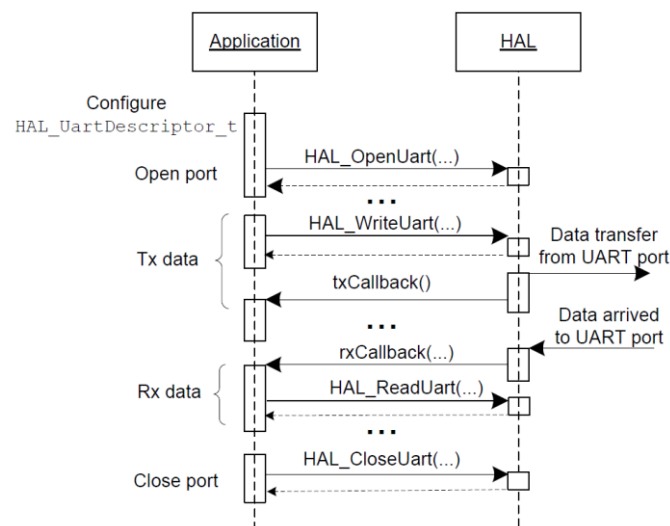 Application
HAL
Configure
HAL_UartDescriptor_t
Open port
HAL_OpenUart(...)
...
HAL_WriteUart(...)
Tx data
Data transfer
from UART port
txCallback()
...
Data arrived
to UART port
rxCallback(...)
Rx data
HAL_ReadUart(...)
...
HAL_CloseUart(...)
Close port